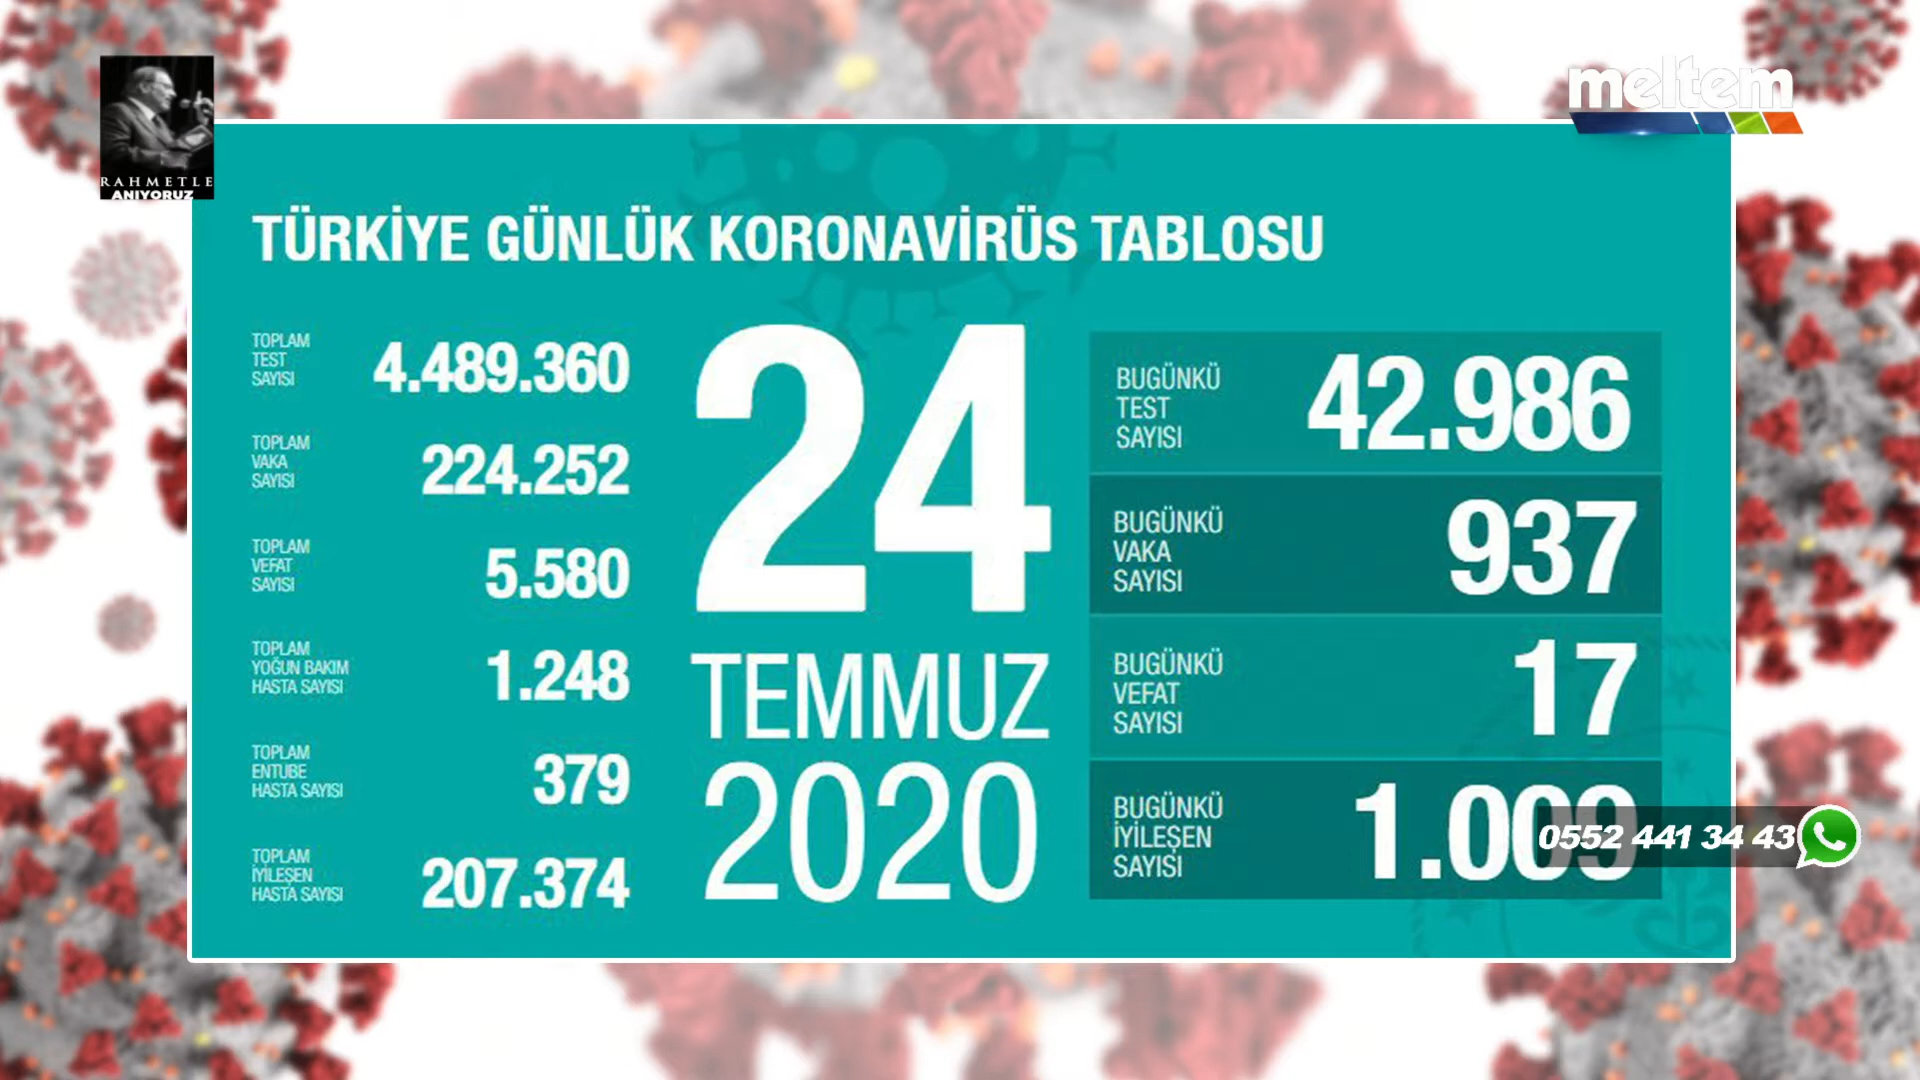 RAHMETLE
ANIYORUZ
meltem
TÜRKİYE GÜNLÜK KORONAVİRÜS TABLOSU
TOPLAM
TEST
SAYISI
4.489.360
TOPLAM
VAKA
SAYISI
224.252
TOPLAM
VEFAT
SAYISI
5.580
TOPLAM
YOĞUN BAKIM
HASTA SAYISI
1.248
TOPLAM
ENTUBE
HASTA SAYISI
379
TOPLAM
İYİLEŞEN
HASTA SAYISI
207.374
24
TEMMUZ
2020
BUGÜNKÜ
TEST
SAYISI
42.986
BUGÜNKÜ
VAKA
SAYISI
937
BUGÜNKÜ
VEFAT
SAYISI
17
BUGÜNKÜ
İYİLEŞEN
SAYISI
1.009
0552 441 34 43